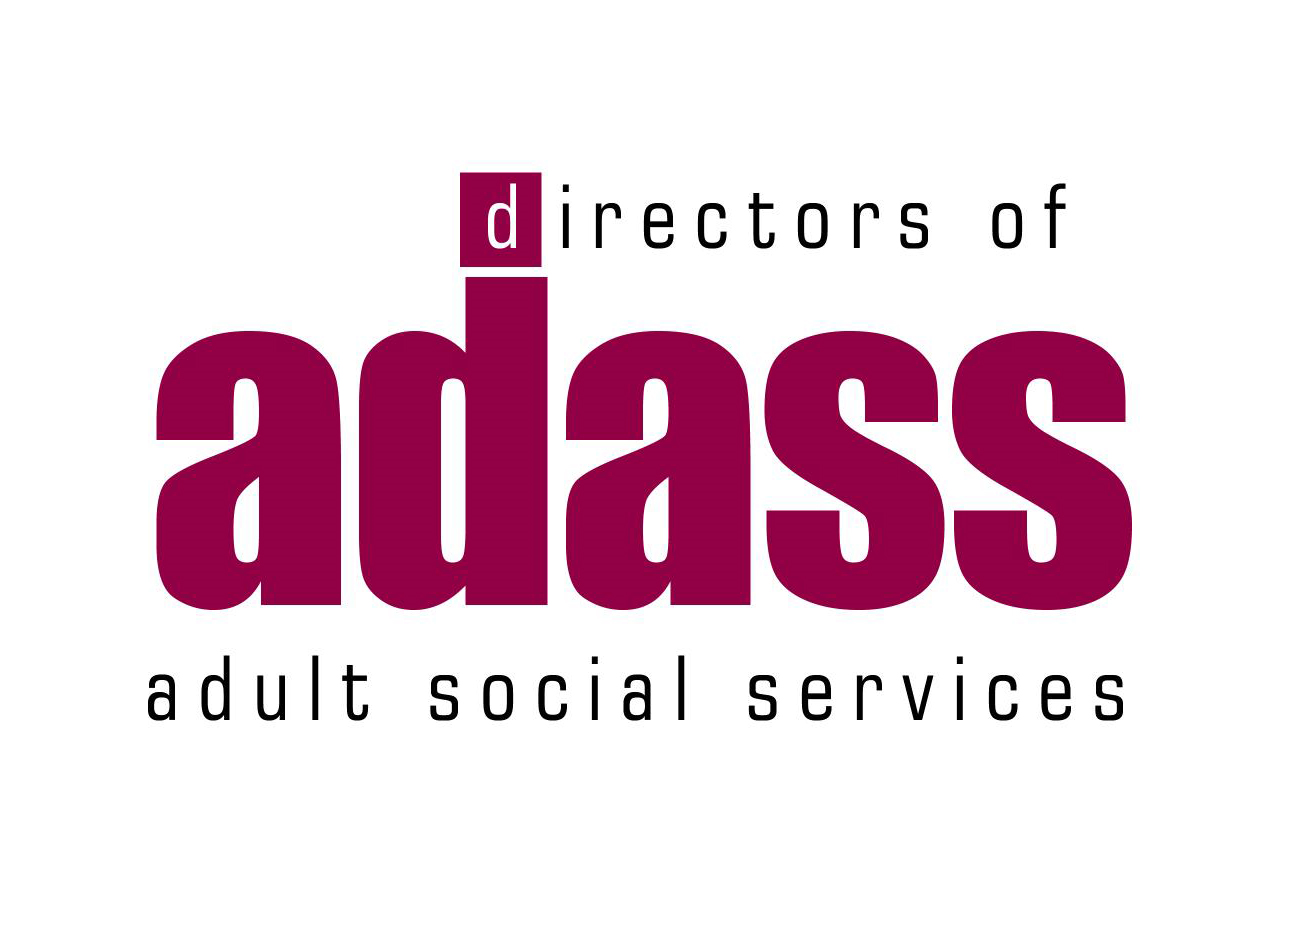 directors of
adass
adult social services